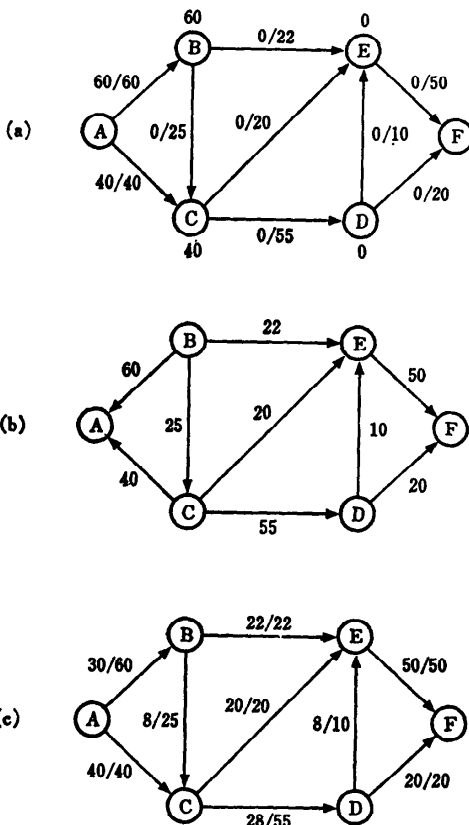 60 0
B 0/22 E
60/60 0/50
(a) A 0/25 0/20 0/10 F
40/40 0/20
C 0/55 D
40 0
B 22 E
60 50
(b) A 25 20 10 F
40 20
C 55 D
B 22/22 E
30/60 50/50
(c) A 8/25 20/20 8/10 F
40/40 20/20
C 28/55 D